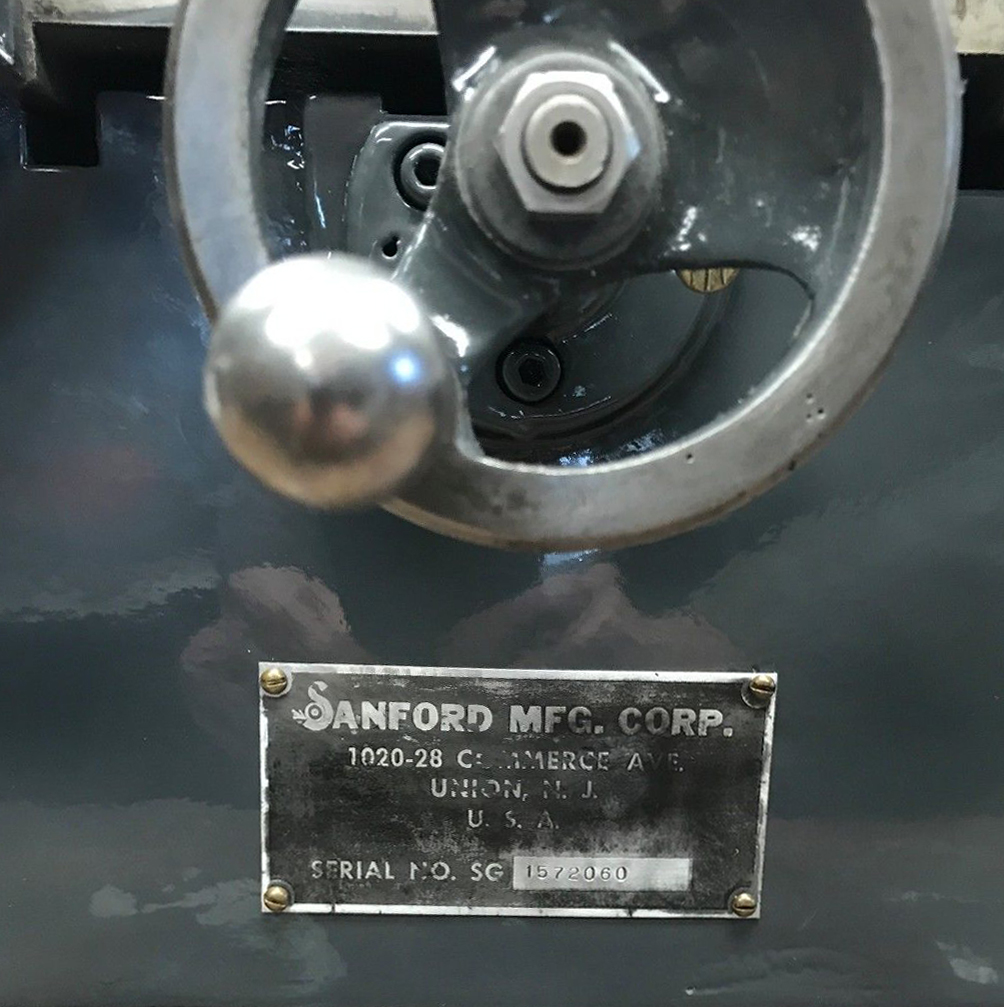 SANFORD MFG. CORP.
1020-28 COMMERCE AVE.
UNION, N. J.
U. S. A.
SERIAL NO. SG 1572060